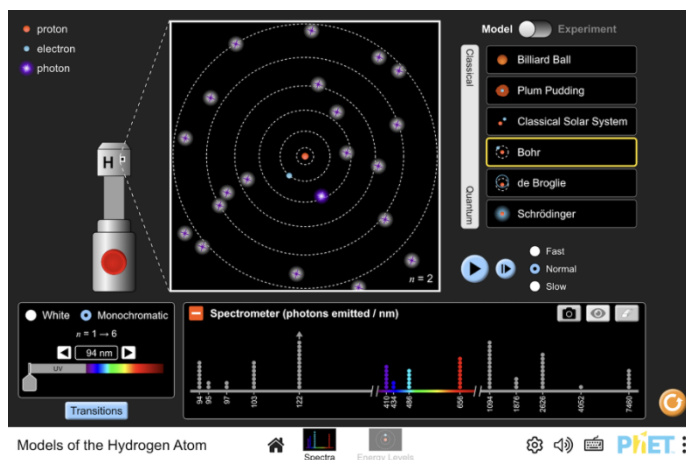 proton
electron
photon
H
n = 2
Model Experiment
Classical
Quantum
Billiard Ball
Plum Pudding
Classical Solar System
Bohr
de Broglie
Schrödinger
Fast
Normal
Slow
White Monochromatic
n = 1 → 6
94 nm
UV
Transitions
Spectrometer (photons emitted / nm)
94 95 97 103 122 410 434 486 656 1094 1876 2626 4052 7460
Models of the Hydrogen Atom
Spectra
Energy Levels
PhET